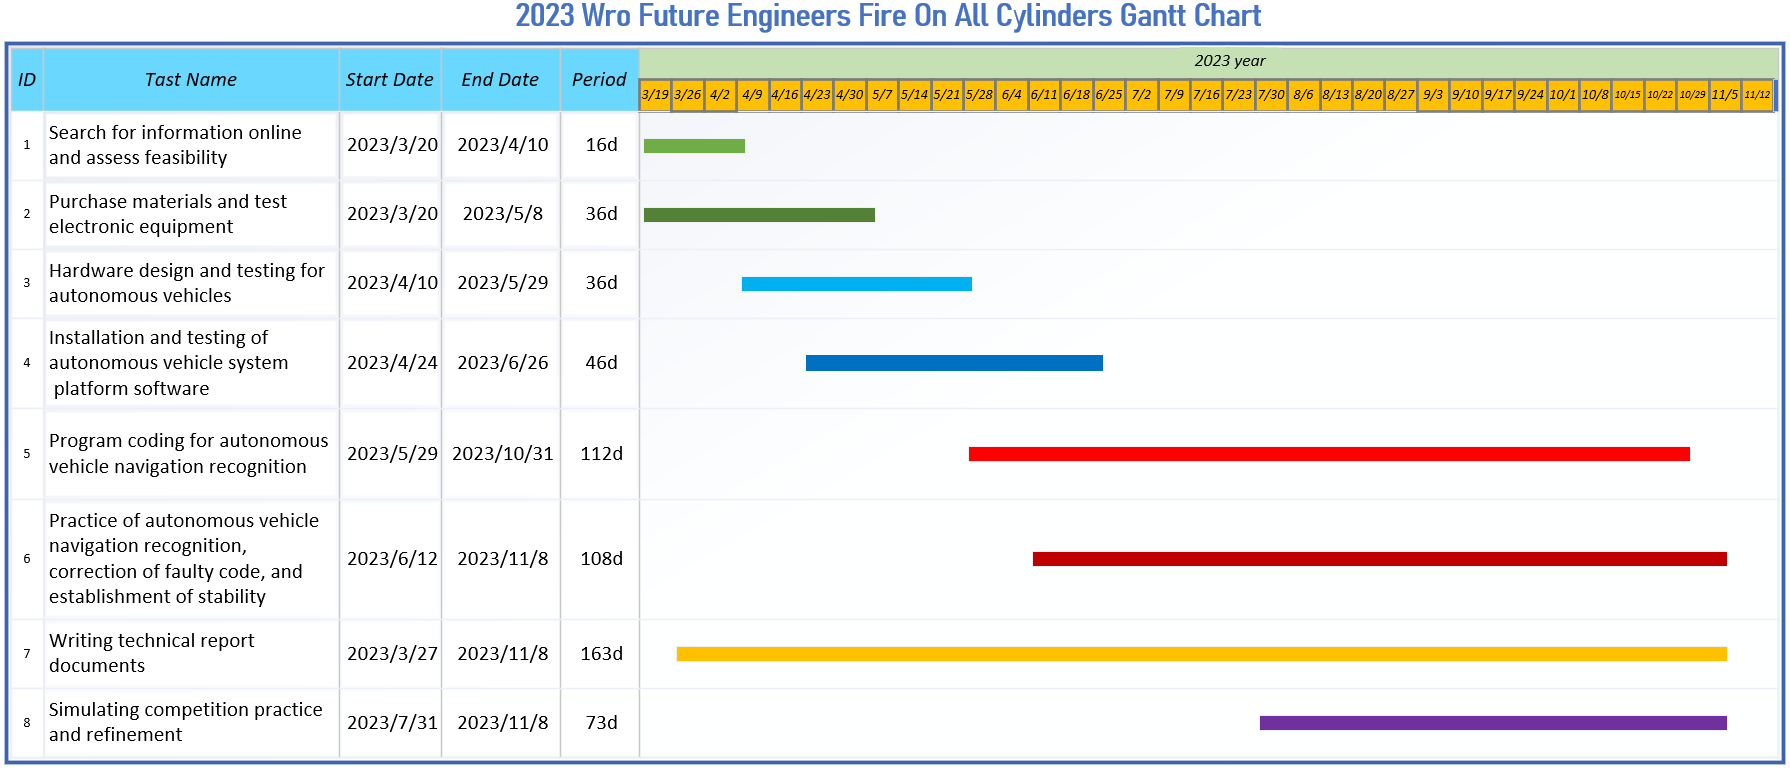 2023 Wro Future Engineers Fire On All Cylinders Gantt Chart
ID Tast Name Start Date End Date Period 2023 year
3/19 3/26 4/2 4/9 4/16 4/23 4/30 5/7 5/14 5/21 5/28 6/4 6/11 6/18 6/25 7/2 7/9 7/16 7/23 7/30 8/6 8/13 8/20 8/27 9/3 9/10 9/17 9/24 10/1 10/8 10/15 10/22 10/29 11/5 11/12
1 Search for information online
and assess feasibility 2023/3/20 2023/4/10 16d
2 Purchase materials and test
electronic equipment 2023/3/20 2023/5/8 36d
3 Hardware design and testing for
autonomous vehicles 2023/4/10 2023/5/29 36d
4 Installation and testing of
autonomous vehicle system 2023/4/24 2023/6/26 46d
platform software
5 Program coding for autonomous
vehicle navigation recognition 2023/5/29 2023/10/31 112d
6 Practice of autonomous vehicle
navigation recognition,
correction of faulty code, and
establishment of stability 2023/6/12 2023/11/8 108d
7 Writing technical report
documents 2023/3/27 2023/11/8 163d
8 Simulating competition practice
and refinement 2023/7/31 2023/11/8 73d